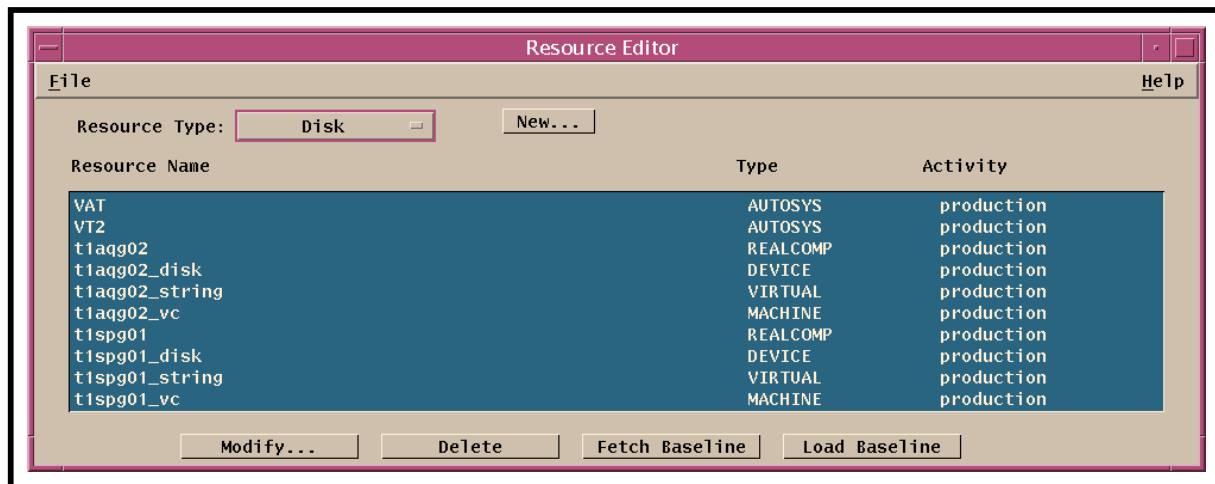 Resource Editor
File Help
Resource Type: Disk New...
Resource Name Type Activity
VAT AUTOSYS production
VT2 AUTOSYS production
t1aqg02 REALCOMP production
t1aqg02_disk DEVICE production
t1aqg02_string VIRTUAL production
t1aqg02_vc MACHINE production
t1spg01 REALCOMP production
t1spg01_disk DEVICE production
t1spg01_string VIRTUAL production
t1spg01_vc MACHINE production
Modify... Delete Fetch Baseline Load Baseline